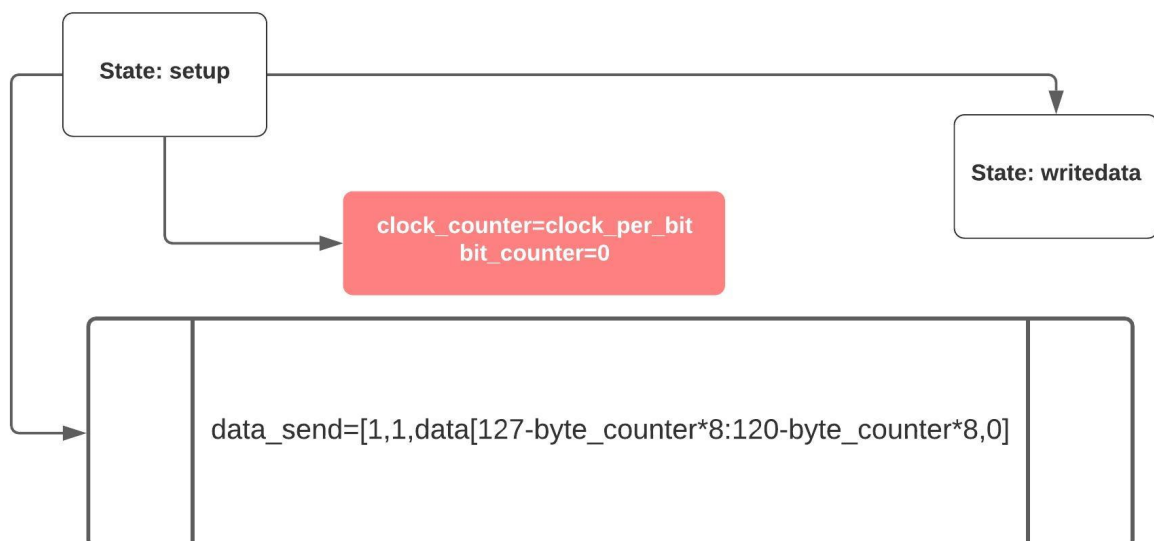 State: setup
State: writedata
clock_counter=clock_per_bit
bit_counter=0
data_send=[1,1,data[127-byte_counter*8:120-byte_counter*8,0]